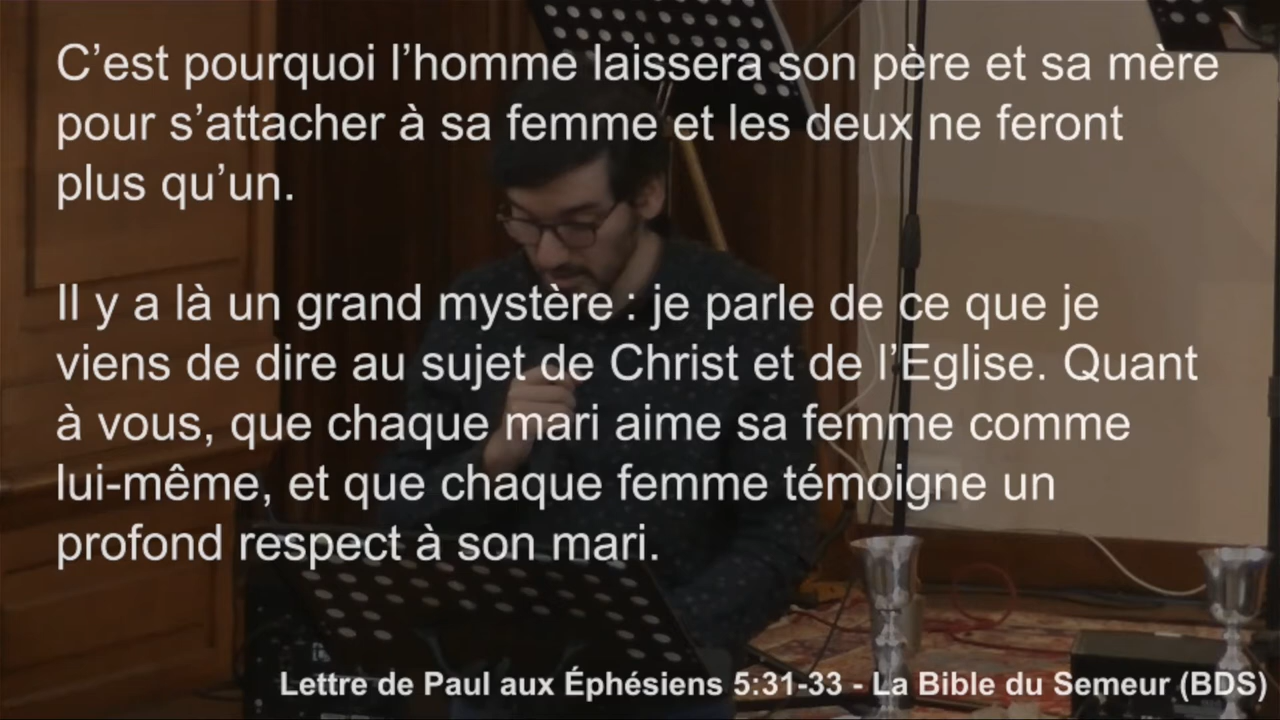 C’est pourquoi l’homme laissera son père et sa mère
pour s’attacher à sa femme et les deux ne feront
plus qu’un.
Il y a là un grand mystère : je parle de ce que je
viens de dire au sujet de Christ et de l’Eglise. Quant
à vous, que chaque mari aime sa femme comme
lui-même, et que chaque femme témoigne un
profond respect à son mari.
Lettre de Paul aux Éphésiens 5:31-33 - La Bible du Semeur (BDS)